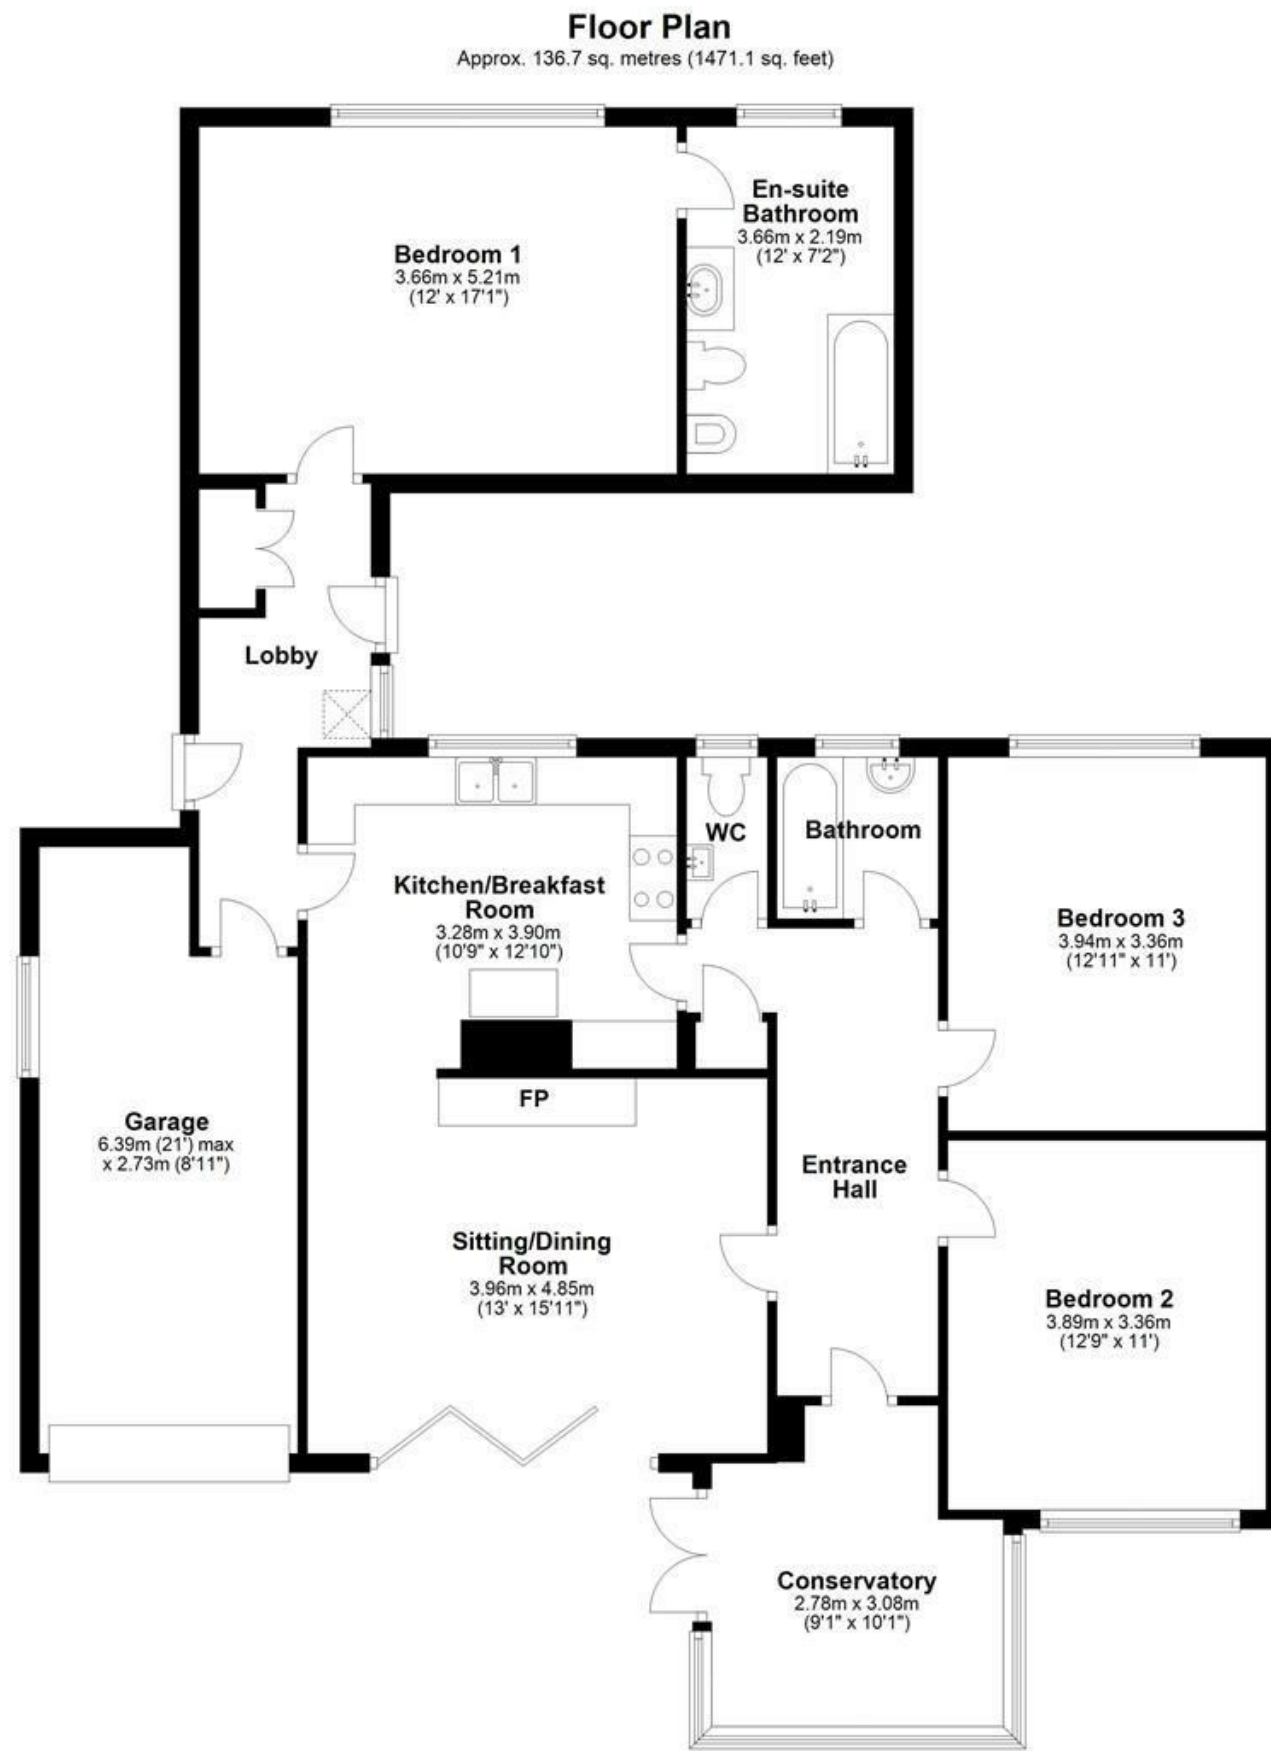 Floor Plan
Approx. 136.7 sq. metres (1471.1 sq. feet)
Bedroom 1
3.66m x 5.21m
(12' x 17'1")
En-suite
Bathroom
3.66m x 2.19m
(12' x 7'2")
Lobby
Kitchen/Breakfast
Room
3.28m x 3.90m
(10'9" x 12'10")
WC
Bathroom
Bedroom 3
3.94m x 3.36m
(12'11" x 11')
Garage
6.39m (21') max
x 2.73m (8'11")
FP
Entrance
Hall
Sitting/Dining
Room
3.96m x 4.85m
(13' x 15'11")
Bedroom 2
3.89m x 3.36m
(12'9" x 11')
Conservatory
2.78m x 3.08m
(9'1" x 10'1")